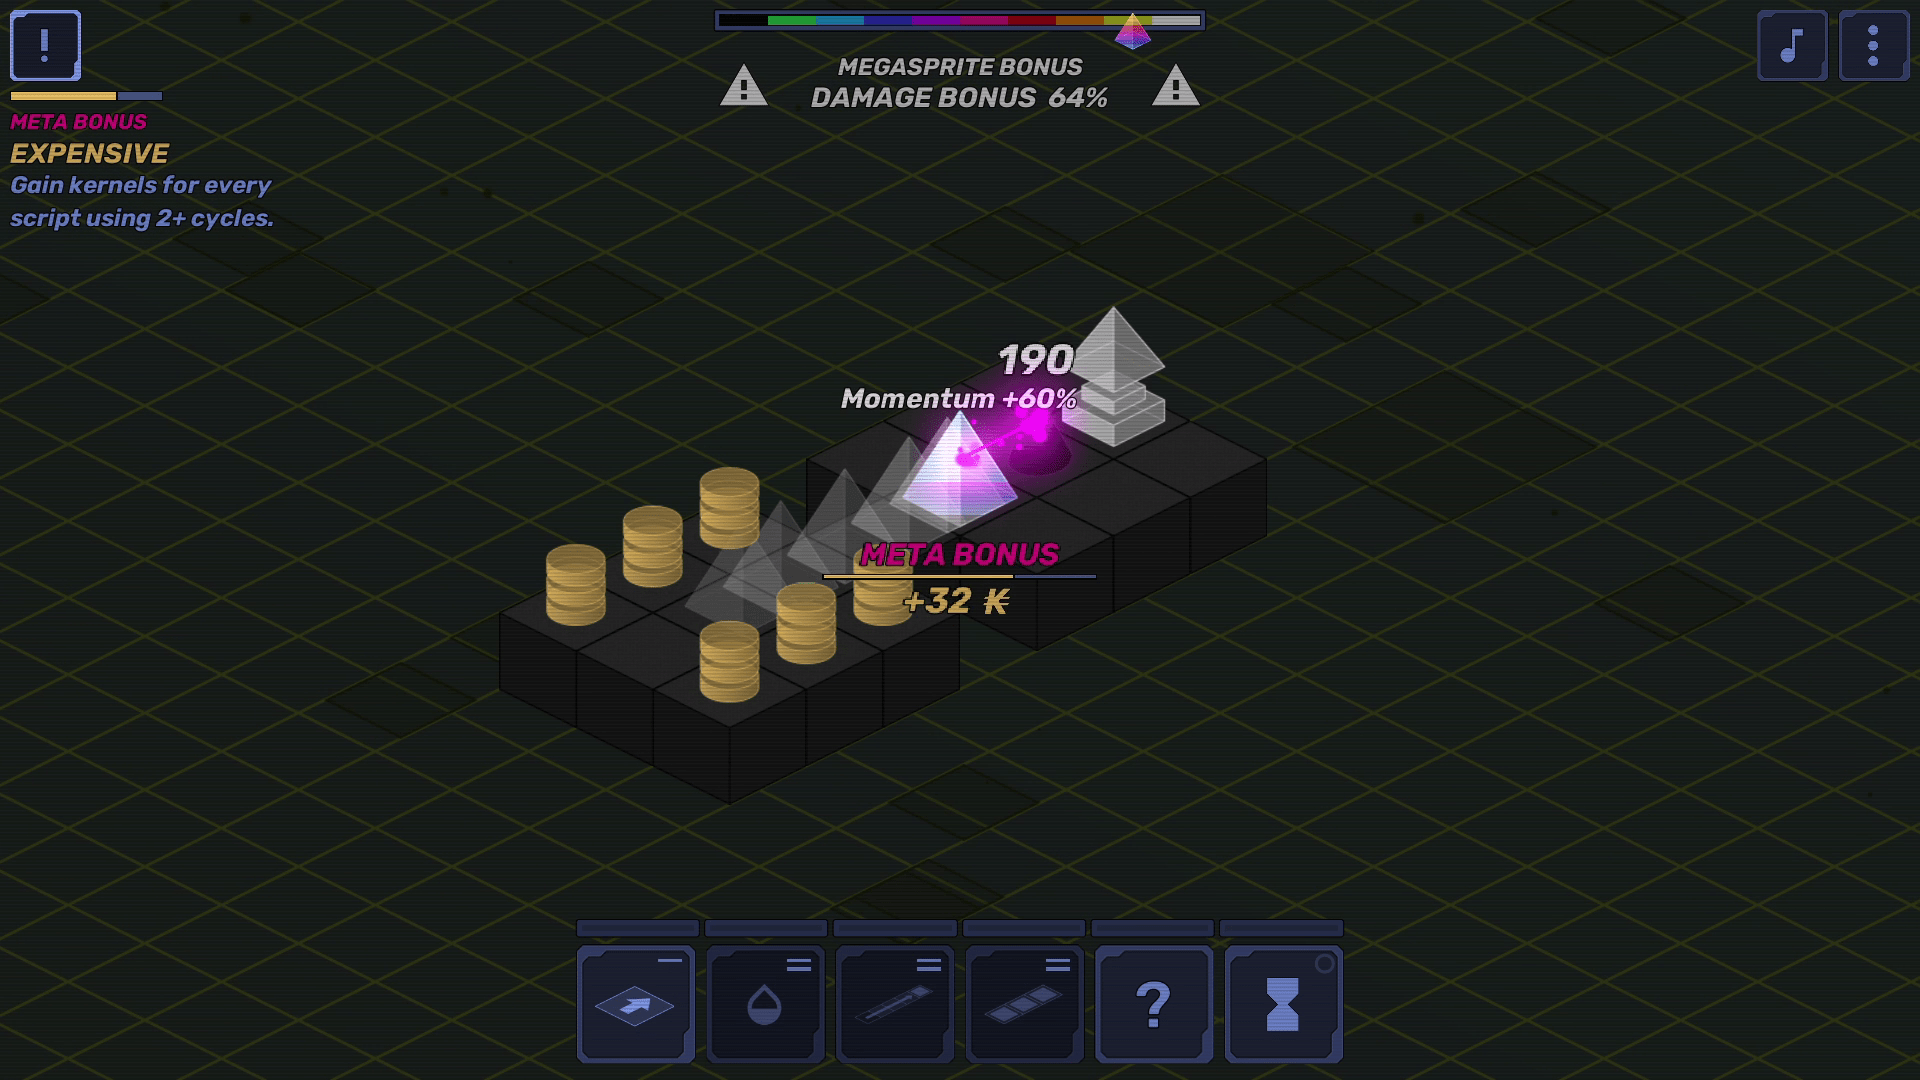 MEGASPRITE BONUS
DAMAGE BONUS 64%
META BONUS
EXPENSIVE
Gain kernels for every
script using 2+ cycles.
190
Momentum +60%
META BONUS
+32 ₭
?